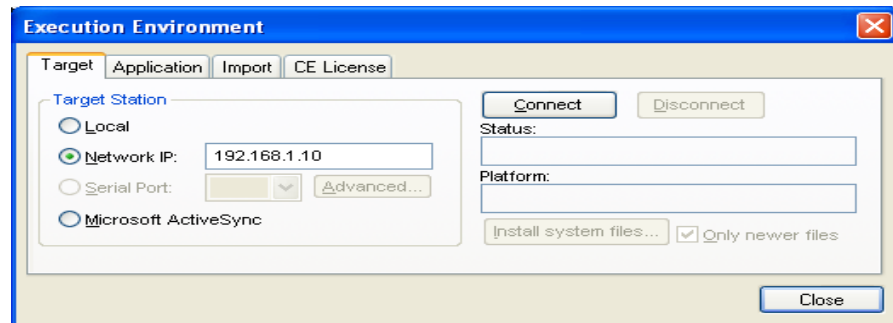 Execution Environment
Target Application Import CE License
Target Station
Local
Network IP: 192.168.1.10
Serial Port: Advanced...
Microsoft ActiveSync
Connect Disconnect
Status:
Platform:
Install system files... Only newer files
Close